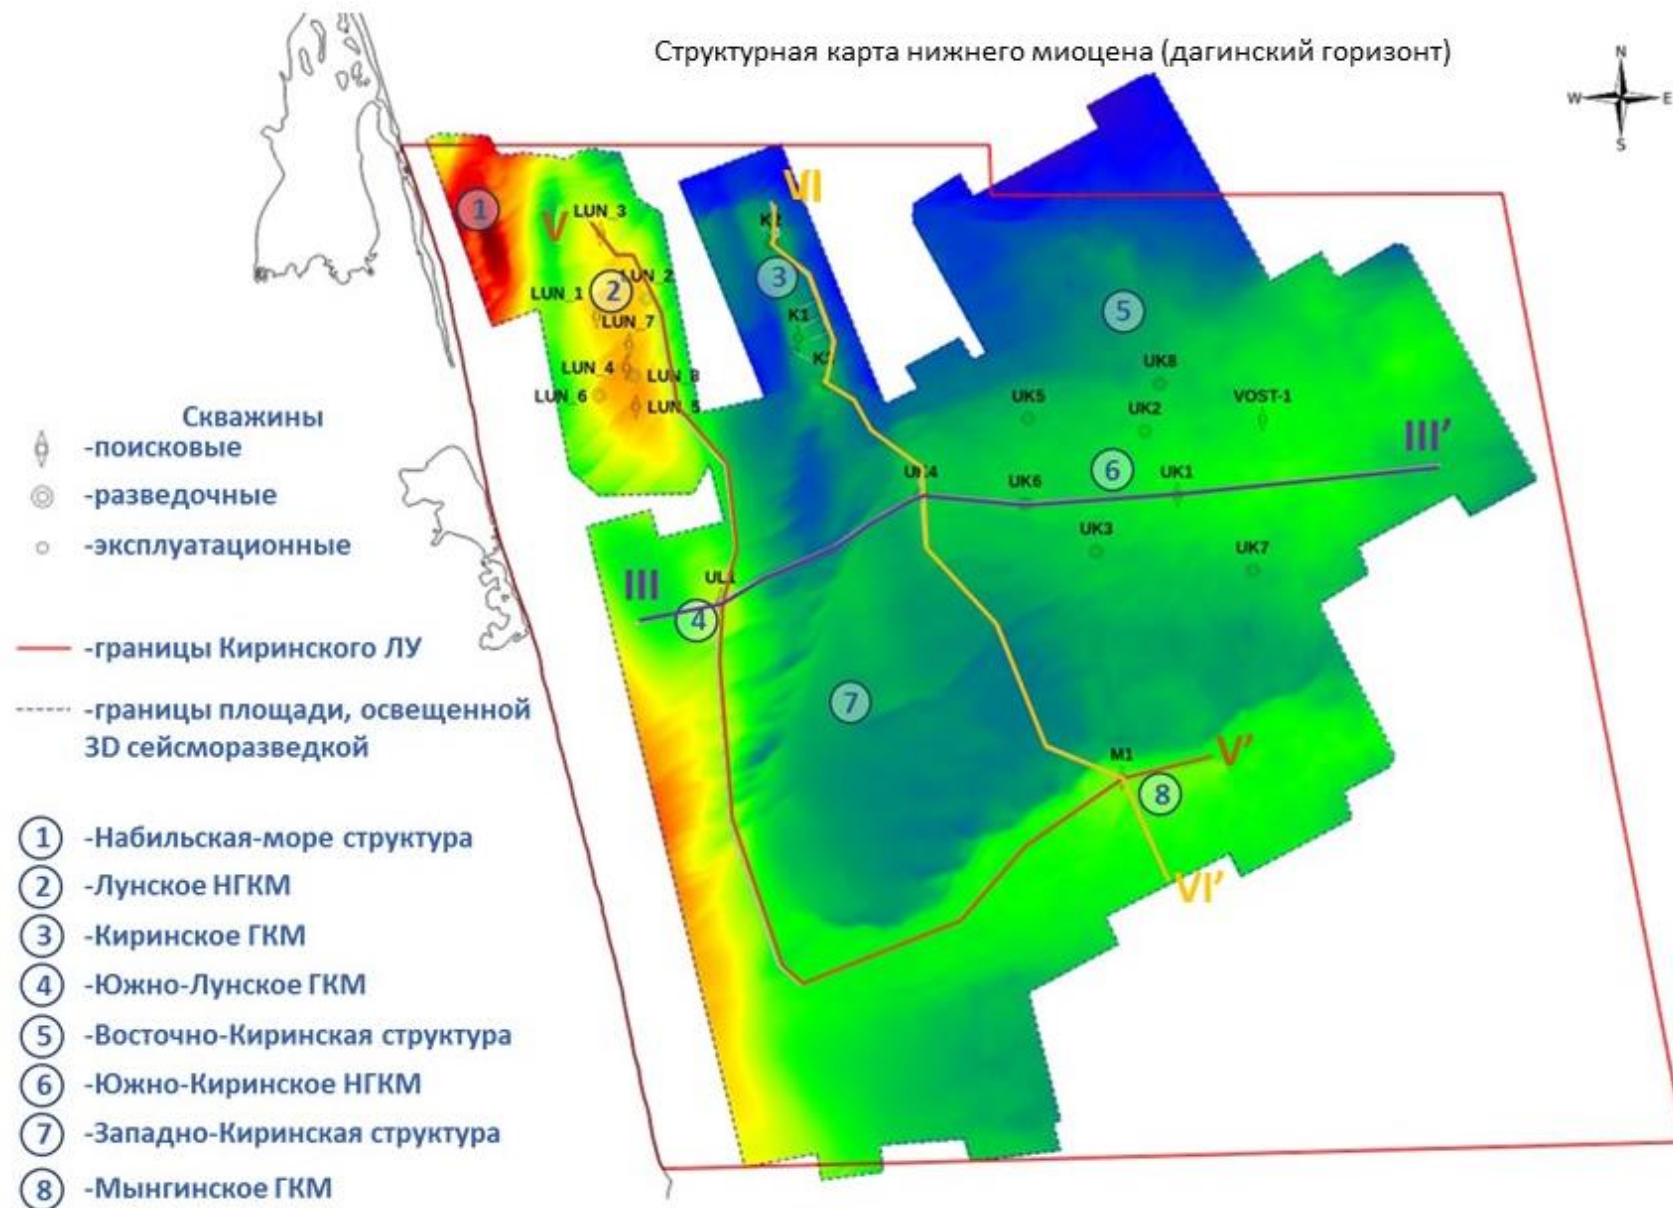 Структурная карта нижнего миоцена (дагинский горизонт)
N
W E
S
1
V
LUN_3
LUN_2
2
LUN_1
LUN_7
LUN_4
LUN_8
LUN_6
LUN_5
VI
K2
3
K1
K3
5
UK8
UK5
UK2
VOST-1
III'
6
UK4
UK6
UK1
UK3
UK7
III
UL1
4
7
M1
V'
8
VI'
Скважины
-поисковые
-разведочные
-эксплуатационные
-границы Киринского ЛУ
-границы площади, освещенной
3D сейсморазведкой
1 -Набильская-море структура
2 -Лунское НГКМ
3 -Киринское ГКМ
4 -Южно-Лунское ГКМ
5 -Восточно-Киринская структура
6 -Южно-Киринское НГКМ
7 -Западно-Киринская структура
8 -Мынгинское ГКМ